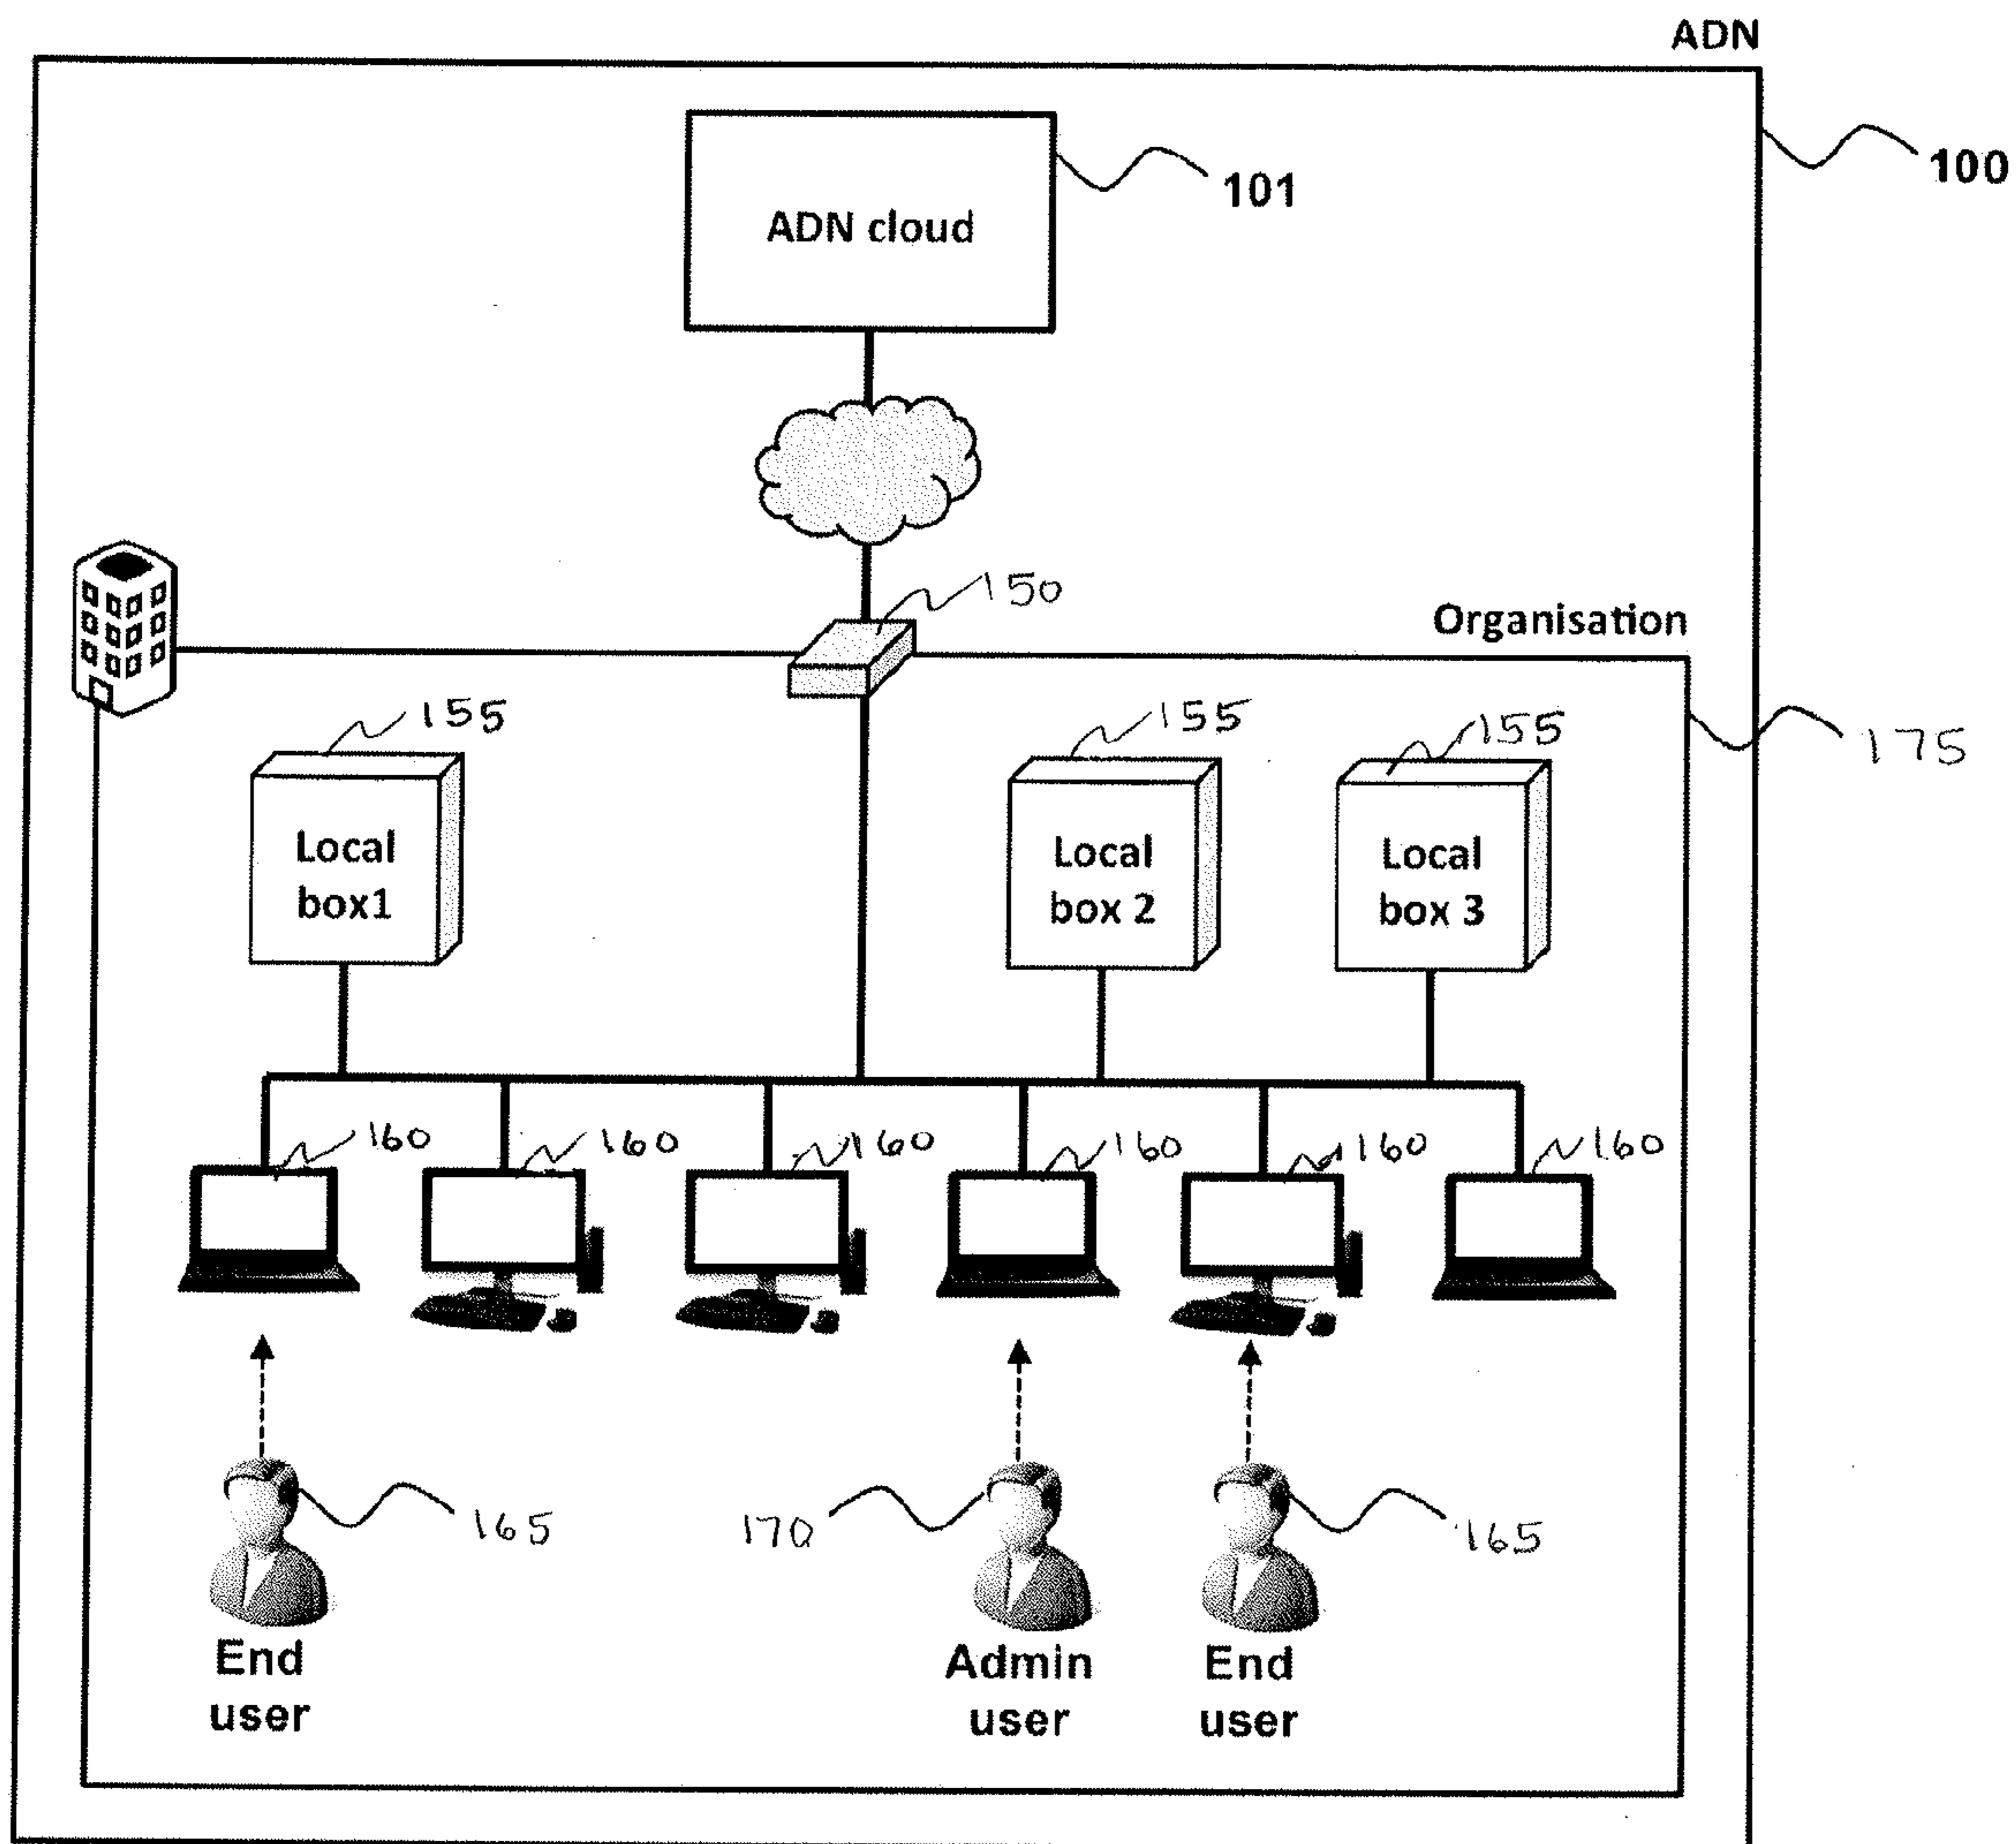 ADN
100
101
ADN cloud
150
Organisation
175
155
155
155
Local
box1
Local
box 2
Local
box 3
160
160
160
160
160
160
165
170
165
End
user
Admin
user
End
user